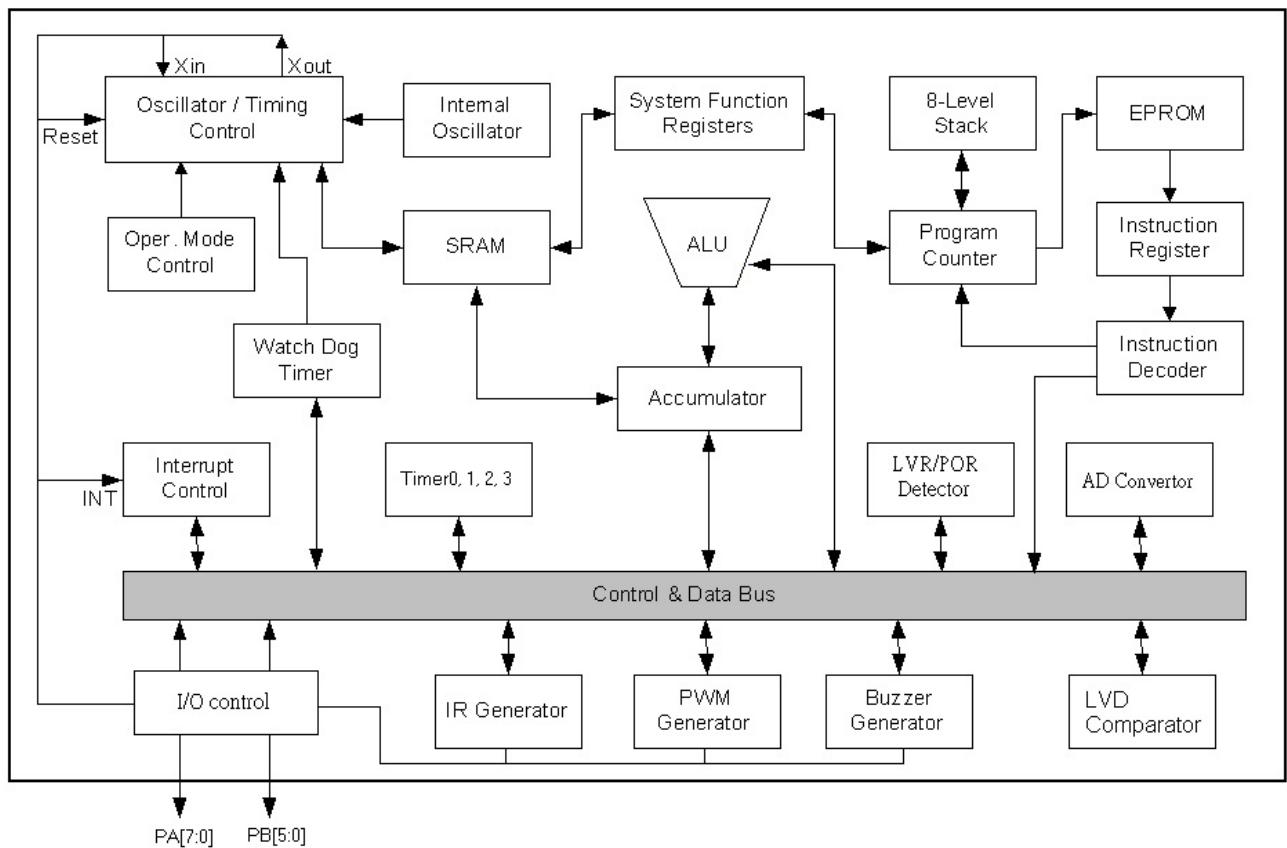 Xin
Xout
Oscillator / Timing
Control
Reset
Internal
Oscillator
System Function
Registers
8-Level
Stack
EPROM
Oper. Mode
Control
SRAM
ALU
Program
Counter
Instruction
Register
Watch Dog
Timer
Accumulator
Instruction
Decoder
Interrupt
Control
INT
Timer0, 1, 2, 3
LVR/POR
Detector
AD Convertor
Control & Data Bus
I/O control
IR Generator
PWM
Generator
Buzzer
Generator
LVD
Comparator
PA[7:0]
PB[5:0]